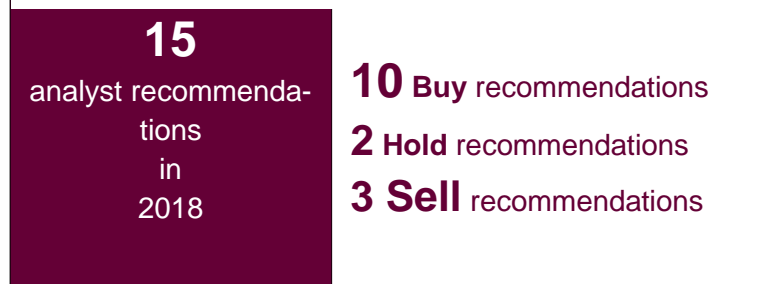 15
analyst recommenda-
tions
in
2018
10 Buy recommendations
2 Hold recommendations
3 Sell recommendations